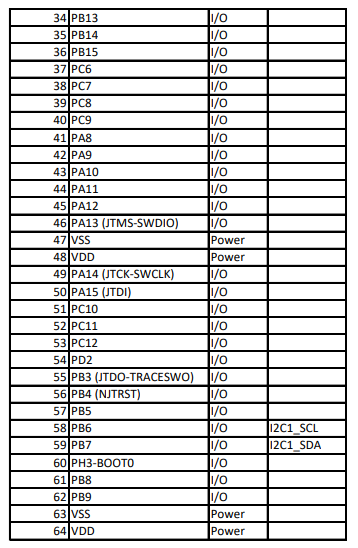 34 PB13 I/O
35 PB14 I/O
36 PB15 I/O
37 PC6 I/O
38 PC7 I/O
39 PC8 I/O
40 PC9 I/O
41 PA8 I/O
42 PA9 I/O
43 PA10 I/O
44 PA11 I/O
45 PA12 I/O
46 PA13 (JTMS-SWDIO) I/O
47 VSS Power
48 VDD Power
49 PA14 (JTCK-SWCLK) I/O
50 PA15 (JTDI) I/O
51 PC10 I/O
52 PC11 I/O
53 PC12 I/O
54 PD2 I/O
55 PB3 (JTDO-TRACESWO) I/O
56 PB4 (NJTRST) I/O
57 PB5 I/O
58 PB6 I/O I2C1_SCL
59 PB7 I/O I2C1_SDA
60 PH3-BOOT0 I/O
61 PB8 I/O
62 PB9 I/O
63 VSS Power
64 VDD Power